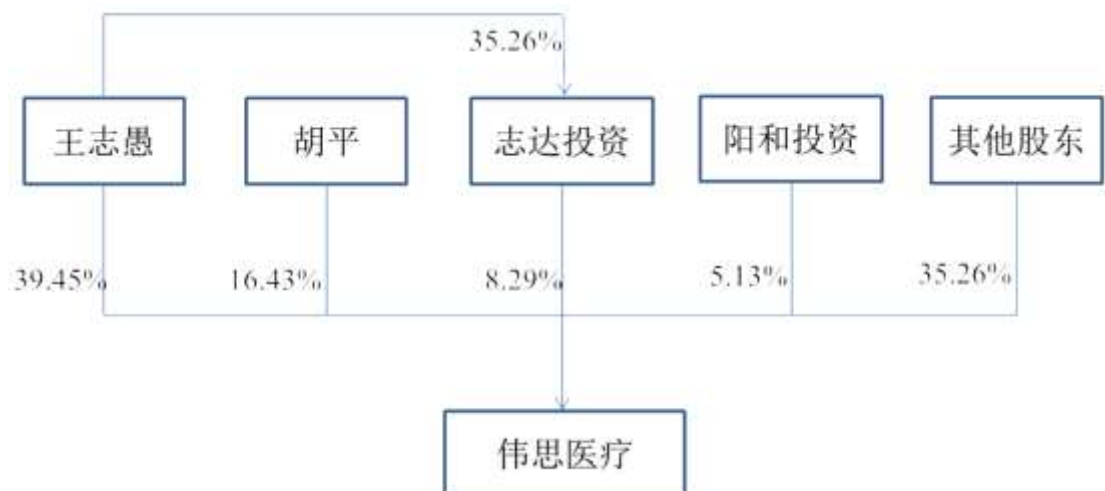 35.26%
王志愚
胡平
志达投资
阳和投资
其他股东
39.45%
16.43%
8.29%
5.13%
35.26%
伟思医疗